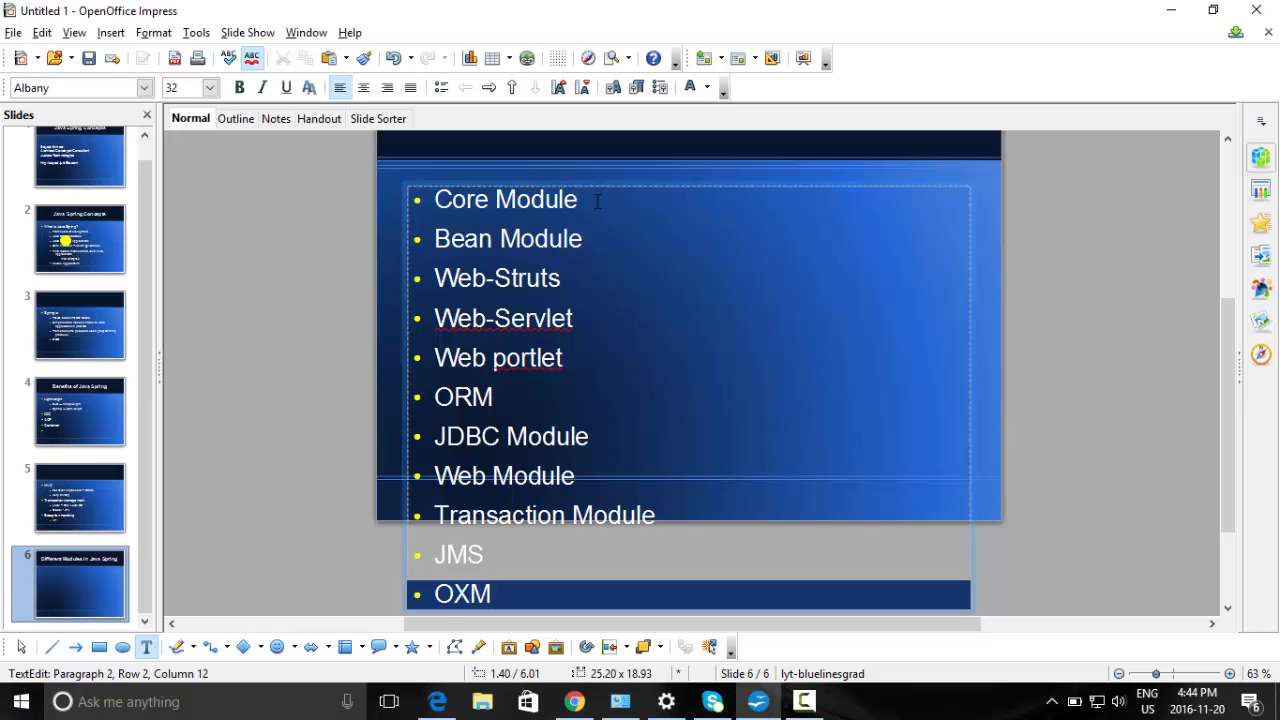 Untitled 1 - OpenOffice Impress
File Edit View Insert Format Tools Slide Show Window Help
Albany 32
Slides
Normal Outline Notes Handout Slide Sorter
Java Spring Concepts
2
Java Spring Concepts
3
4
Benefits of Java Spring
5
6
Different Modules in Java Spring
Core Module
Bean Module
Web-Struts
Web-Servlet
Web portlet
ORM
JDBC Module
Web Module
Transaction Module
JMS
OXM
TextEdit: Paragraph 2, Row 2, Column 12 1.40 / 6.01 25.20 x 18.93 * Slide 6 / 6 lyt-bluelinesgrad 63 %
Ask me anything
ENG
US
4:44 PM
2016-11-20
6